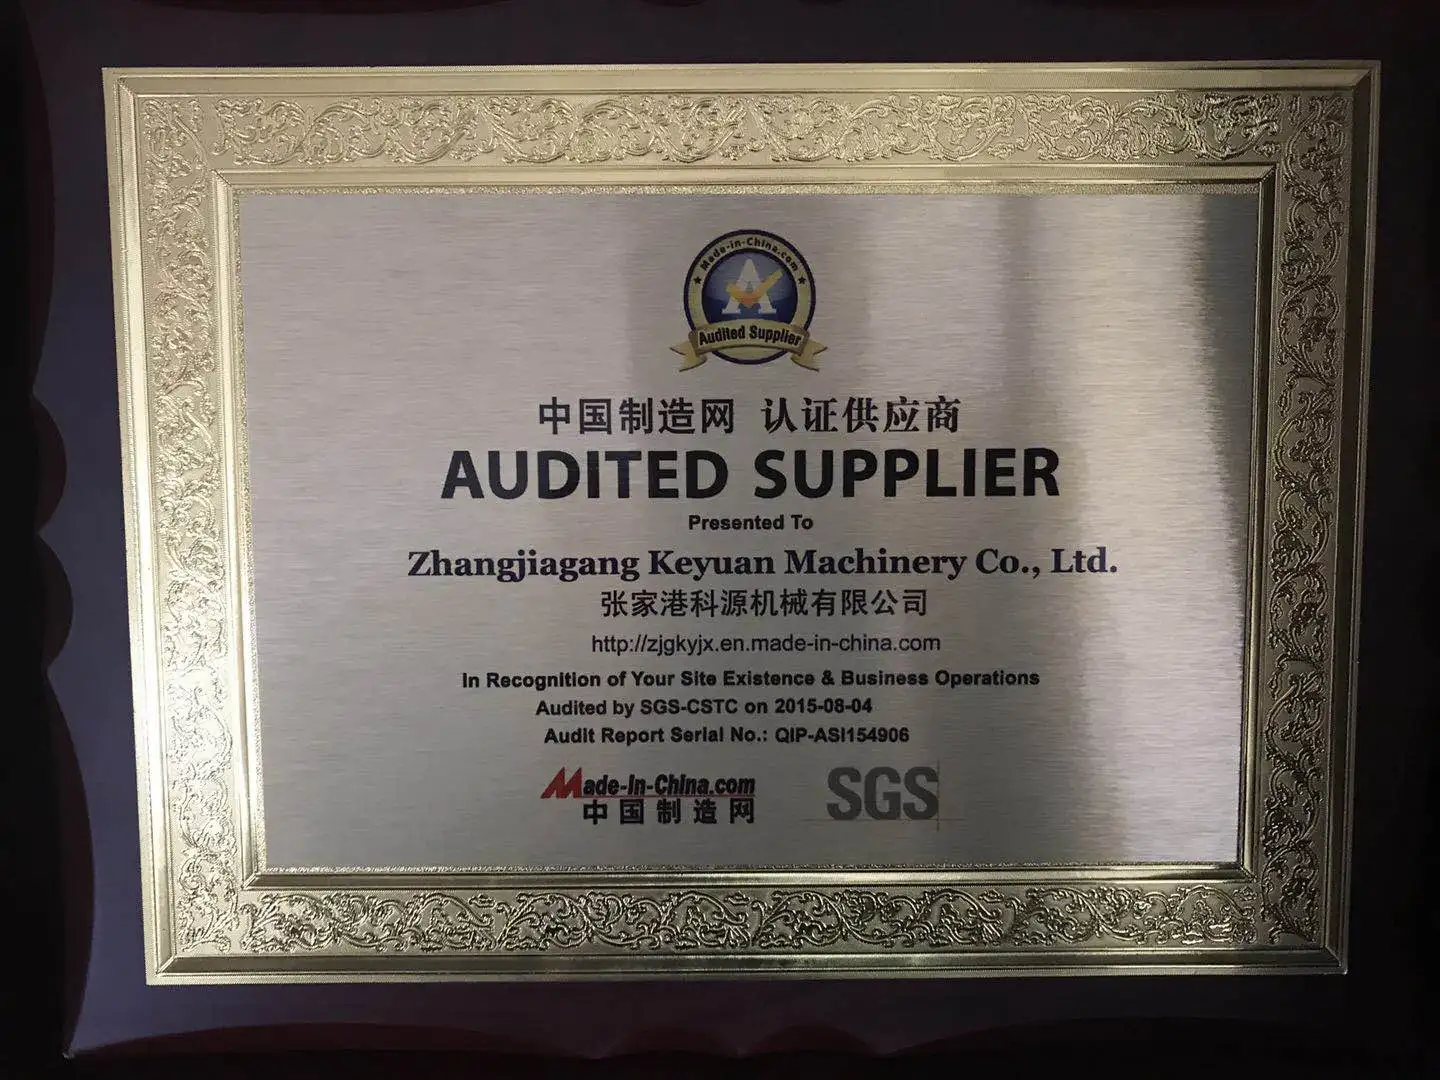 Made-in-China.com
A
Audited Supplier
中国制造网 认证供应商
AUDITED SUPPLIER
Presented To
Zhangjiagang Keyuan Machinery Co., Ltd.
张家港科源机械有限公司
http://zjgkyjx.en.made-in-china.com
In Recognition of Your Site Existence & Business Operations
Audited by SGS-CSTC on 2015-08-04
Audit Report Serial No.: QIP-ASI154906
Made-in-China.com
中国制造网
SGS